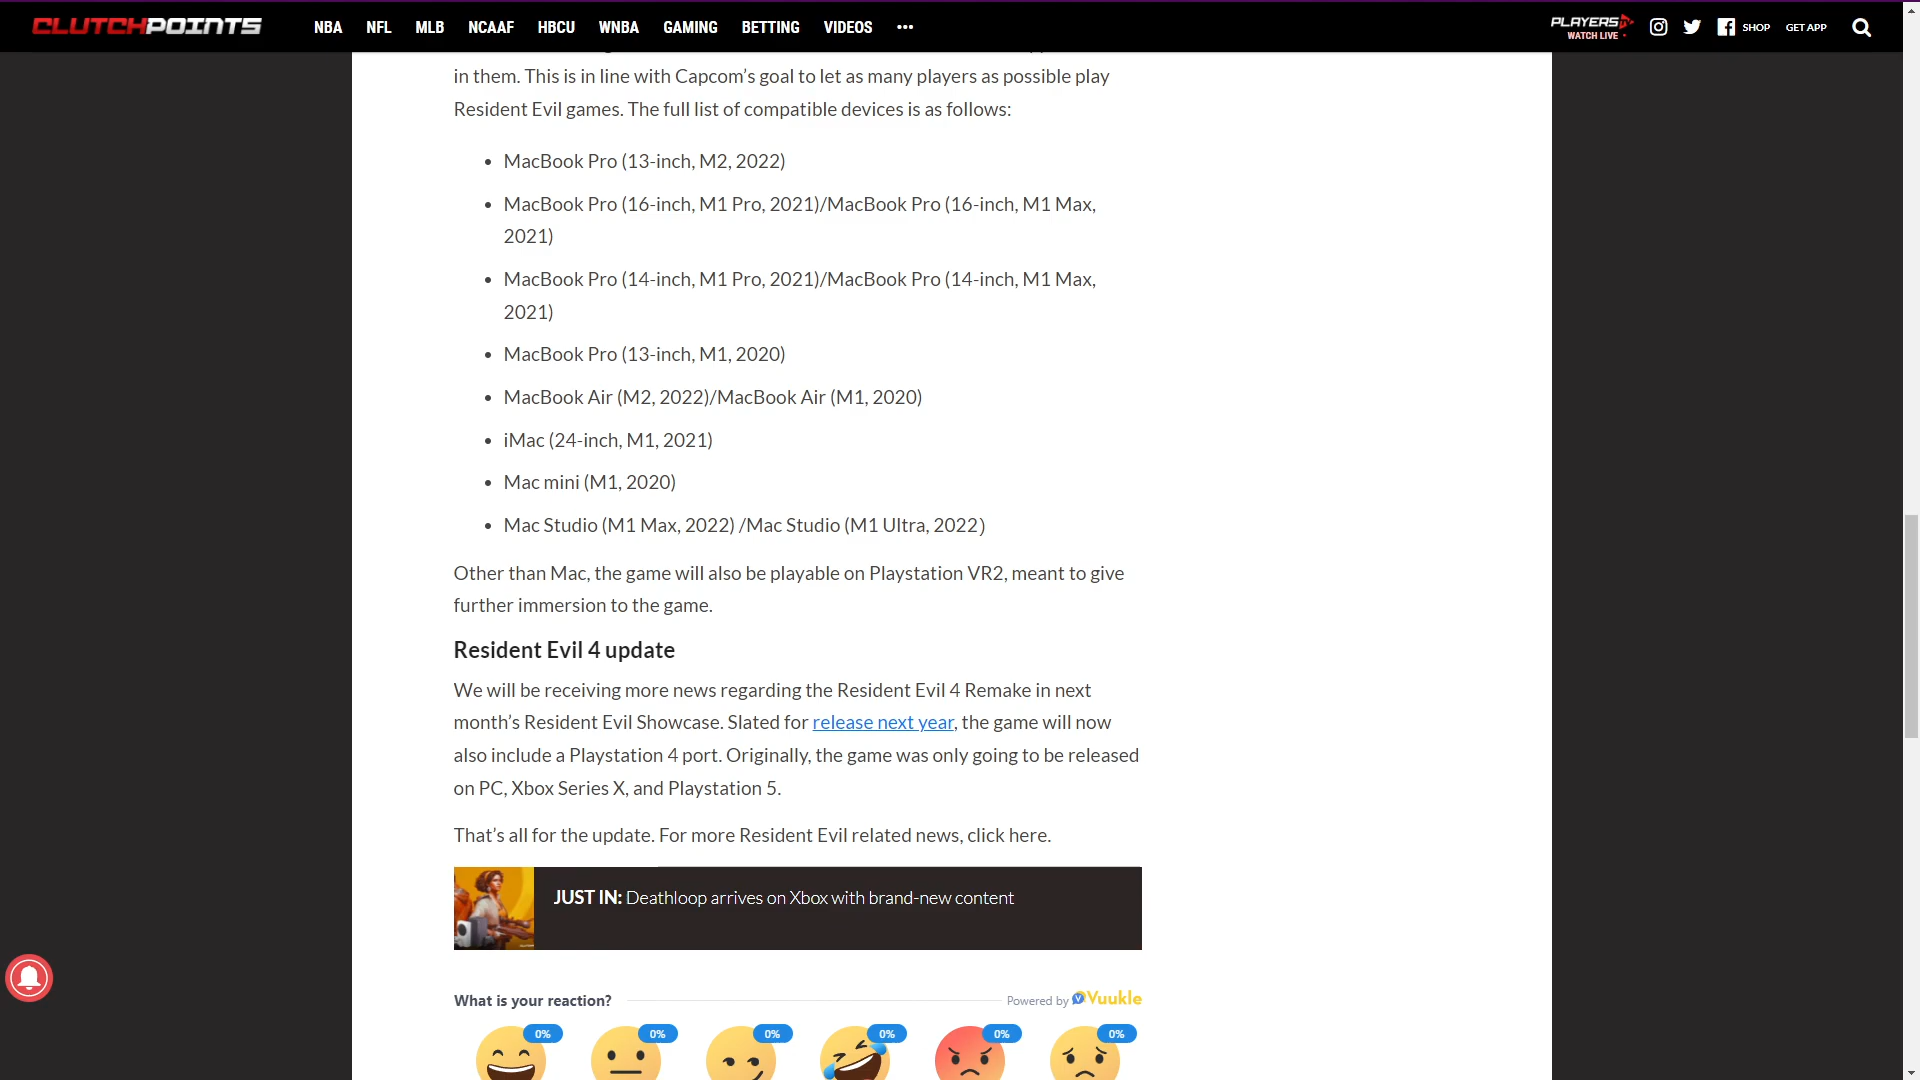 CLUTCHPOINTS NBA NFL MLB NCAAF HBCU WNBA GAMING BETTING VIDEOS ••• PLAYERSTV WATCH LIVE SHOP GET APP
in them. This is in line with Capcom’s goal to let as many players as possible play
Resident Evil games. The full list of compatible devices is as follows:
• MacBook Pro (13-inch, M2, 2022)
• MacBook Pro (16-inch, M1 Pro, 2021)/MacBook Pro (16-inch, M1 Max,
2021)
• MacBook Pro (14-inch, M1 Pro, 2021)/MacBook Pro (14-inch, M1 Max,
2021)
• MacBook Pro (13-inch, M1, 2020)
• MacBook Air (M2, 2022)/MacBook Air (M1, 2020)
• iMac (24-inch, M1, 2021)
• Mac mini (M1, 2020)
• Mac Studio (M1 Max, 2022) /Mac Studio (M1 Ultra, 2022)
Other than Mac, the game will also be playable on Playstation VR2, meant to give
further immersion to the game.
Resident Evil 4 update
We will be receiving more news regarding the Resident Evil 4 Remake in next
month’s Resident Evil Showcase. Slated for release next year, the game will now
also include a Playstation 4 port. Originally, the game was only going to be released
on PC, Xbox Series X, and Playstation 5.
That’s all for the update. For more Resident Evil related news, click here.
JUST IN: Deathloop arrives on Xbox with brand-new content
What is your reaction? Powered by Vuukle
0% 0% 0% 0% 0% 0%